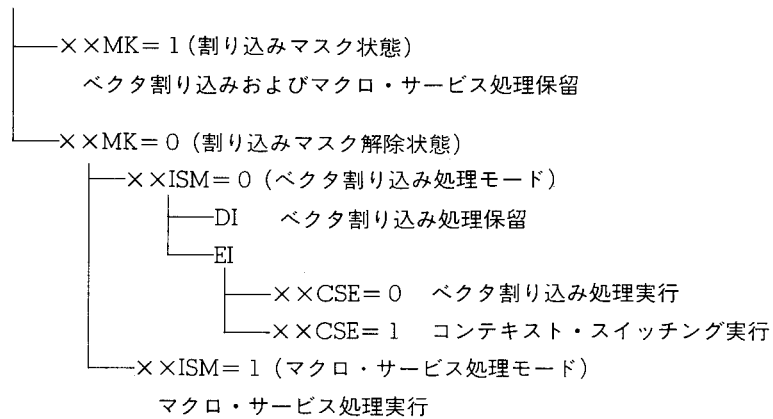 ××MK=1(割り込みマスク状態)
ベクタ割り込みおよびマクロ・サービス処理保留
××MK=0(割り込みマスク解除状態)
××ISM=0(ベクタ割り込み処理モード)
DI ベクタ割り込み処理保留
EI
××CSE=0 ベクタ割り込み処理実行
××CSE=1 コンテキスト・スイッチング実行
××ISM=1(マクロ・サービス処理モード)
マクロ・サービス処理実行